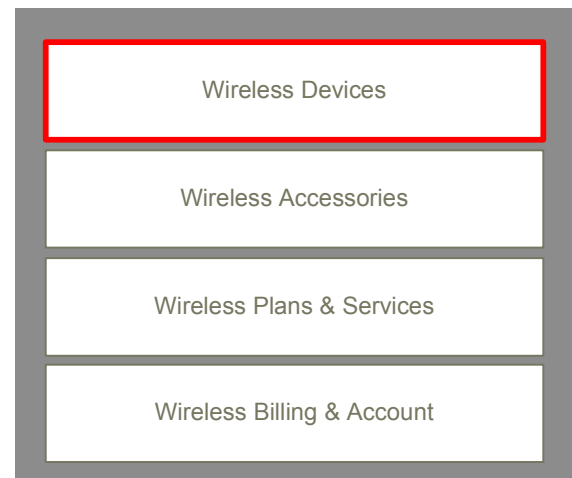 Wireless Devices
Wireless Accessories
Wireless Plans & Services
Wireless Billing & Account